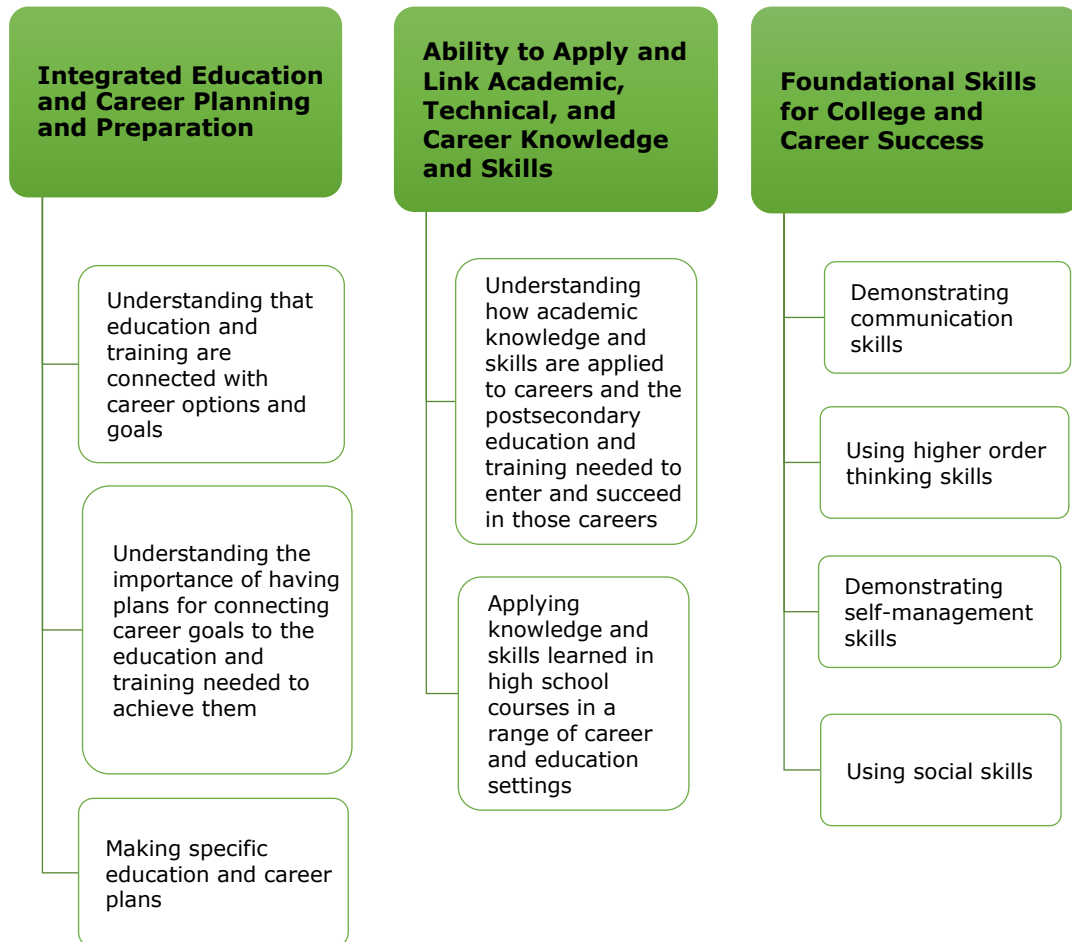 Integrated Education
and Career Planning
and Preparation
Understanding that
education and
training are
connected with
career options and
goals
Understanding the
importance of having
plans for connecting
career goals to the
education and
training needed to
achieve them
Making specific
education and career
plans
Ability to Apply and
Link Academic,
Technical, and
Career Knowledge
and Skills
Understanding
how academic
knowledge and
skills are applied
to careers and the
postsecondary
education and
training needed to
enter and succeed
in those careers
Applying
knowledge and
skills learned in
high school
courses in a
range of career
and education
settings
Foundational Skills
for College and
Career Success
Demonstrating
communication
skills
Using higher order
thinking skills
Demonstrating
self-management
skills
Using social skills